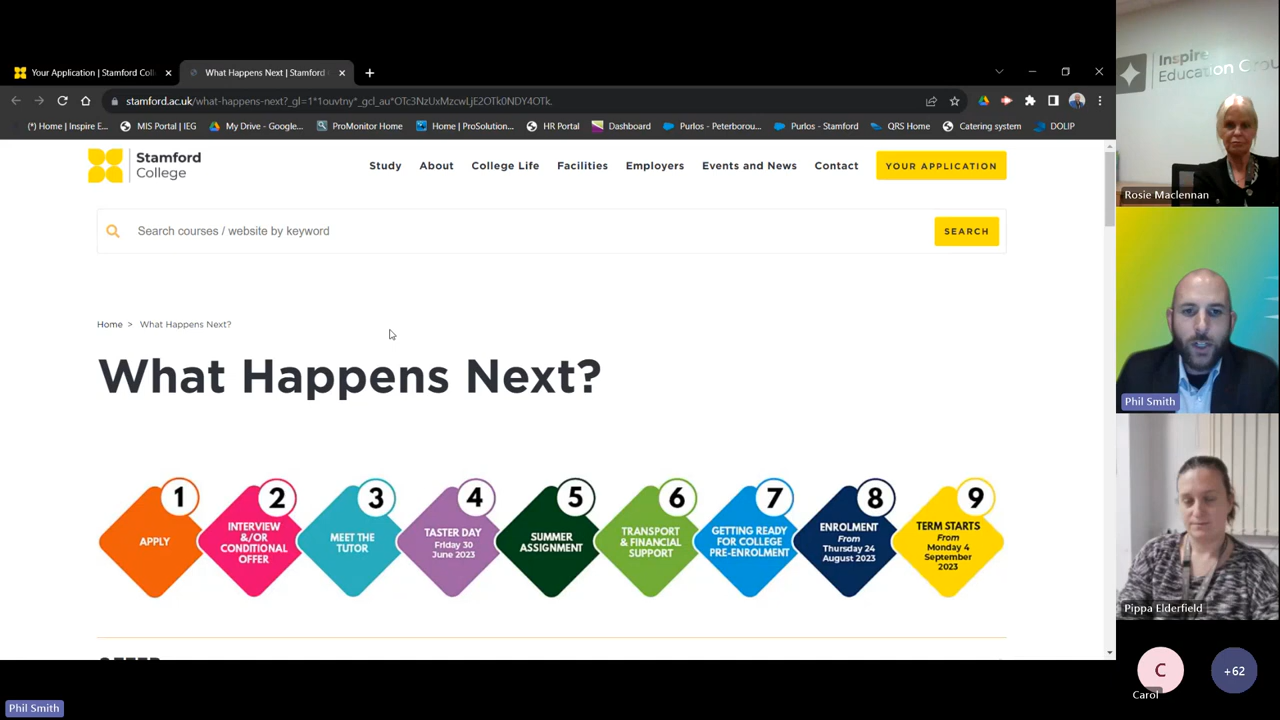 Your Application | Stamford Coll
What Happens Next | Stamford
stamford.ac.uk/what-happens-next?_gl=1*1ouvtny*_gcl_au*OTc3NzUxMzcwLjE2OTk0NDY4OTk.
(*) Home | Inspire E...
MIS Portal | IEG
My Drive - Google...
ProMonitor Home
Home | ProSolution...
HR Portal
Dashboard
Purlos - Peterborou...
Purlos - Stamford
QRS Home
Catering system
DOLIP
Stamford
College
Study
About
College Life
Facilities
Employers
Events and News
Contact
YOUR APPLICATION
Search courses / website by keyword
SEARCH
Home > What Happens Next?
What Happens Next?
1
APPLY
2
INTERVIEW
&/OR
CONDITIONAL
OFFER
3
MEET THE
TUTOR
4
TASTER DAY
Friday 30
June 2023
5
SUMMER
ASSIGNMENT
6
TRANSPORT
& FINANCIAL
SUPPORT
7
GETTING READY
FOR COLLEGE
PRE-ENROLMENT
8
ENROLMENT
From
Thursday 24
August 2023
9
TERM STARTS
From
Monday 4
September
2023
Inspire
Education Grou
Rosie Maclennan
Phil Smith
Pippa Elderfield
C
Carol
+62
Phil Smith